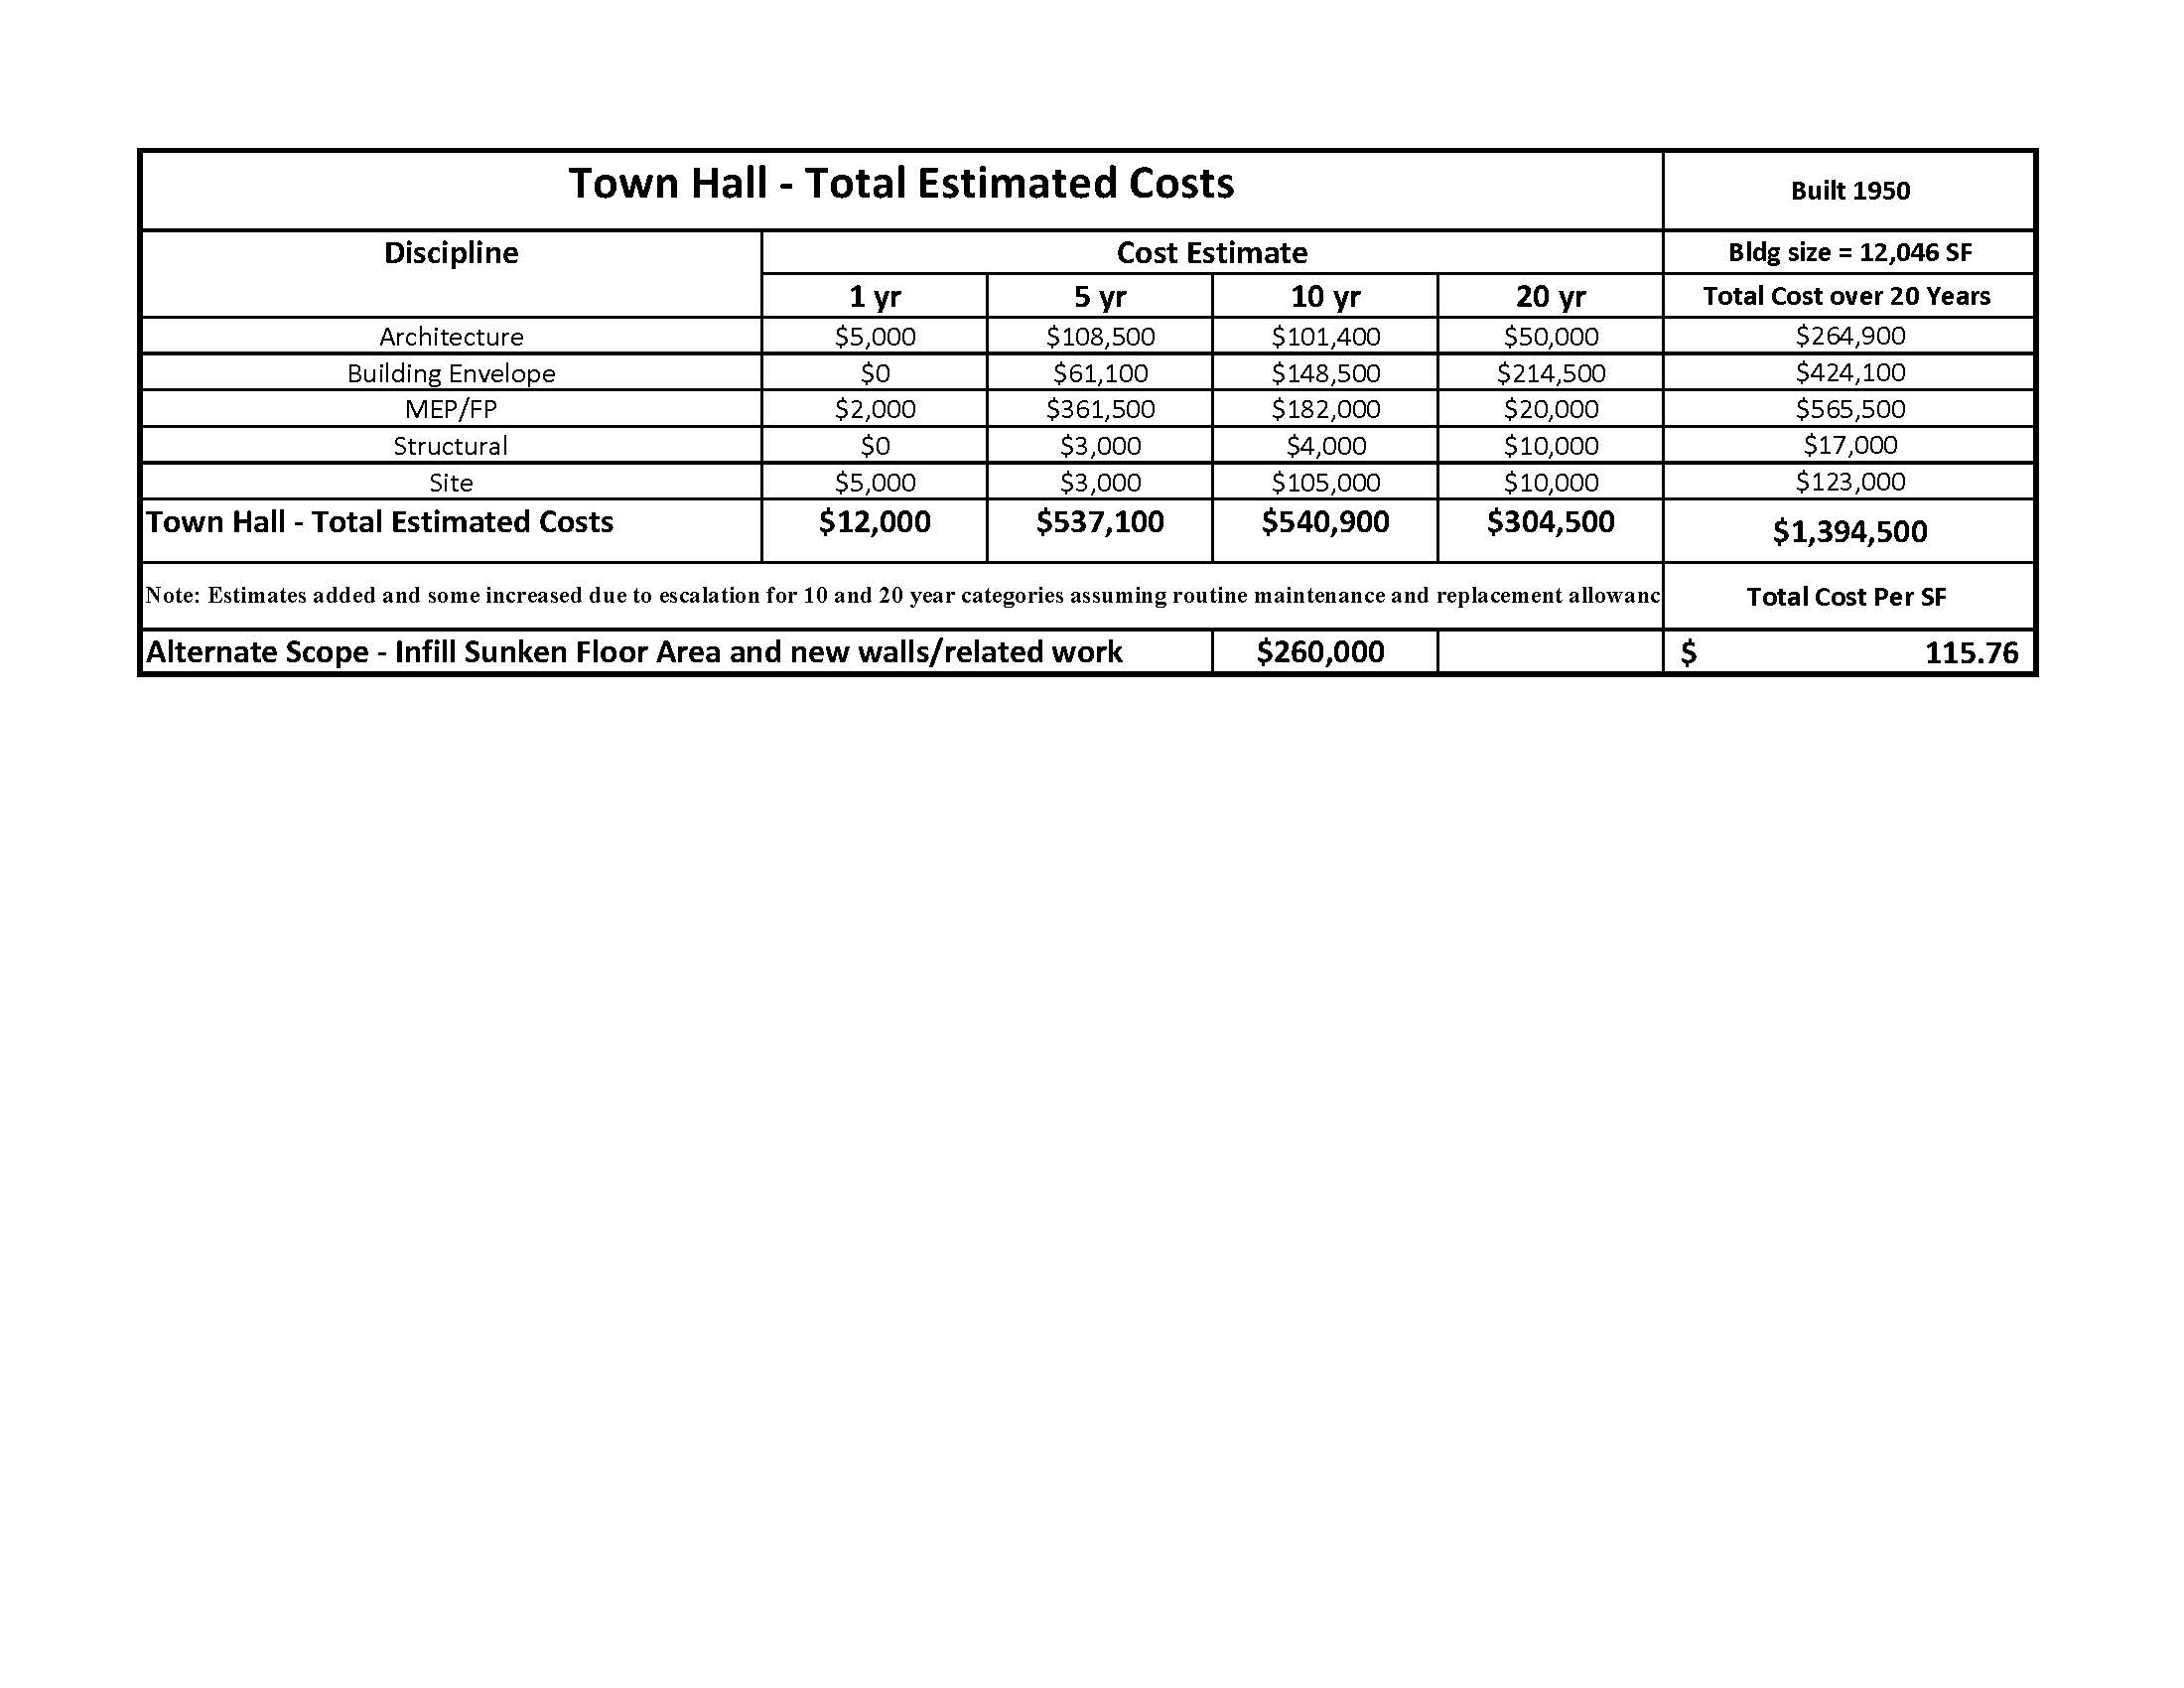 Town Hall - Total Estimated Costs Built 1950
Discipline Cost Estimate Bldg size = 12,046 SF
1 yr 5 yr 10 yr 20 yr Total Cost over 20 Years
Architecture $5,000 $108,500 $101,400 $50,000 $264,900
Building Envelope $0 $61,100 $148,500 $214,500 $424,100
MEP/FP $2,000 $361,500 $182,000 $20,000 $565,500
Structural $0 $3,000 $4,000 $10,000 $17,000
Site $5,000 $3,000 $105,000 $10,000 $123,000
Town Hall - Total Estimated Costs $12,000 $537,100 $540,900 $304,500 $1,394,500
Note: Estimates added and some increased due to escalation for 10 and 20 year categories assuming routine maintenance and replacement allowanc Total Cost Per SF
Alternate Scope - Infill Sunken Floor Area and new walls/related work $260,000 $ 115.76